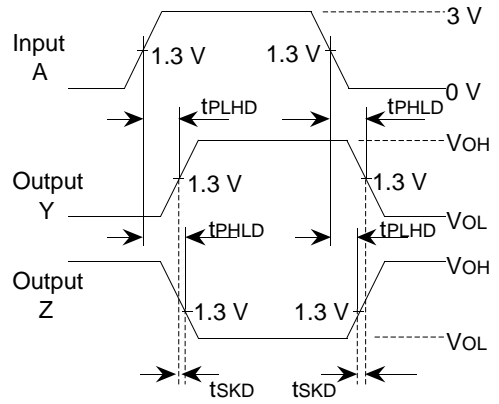 3 V
Input
A
1.3 V
1.3 V
0 V
tPLHD
tPHLD
VOH
Output
Y
1.3 V
1.3 V
VOL
tPHLD
tPLHD
Output
Z
VOH
1.3 V
1.3 V
VOL
tSKD
tSKD